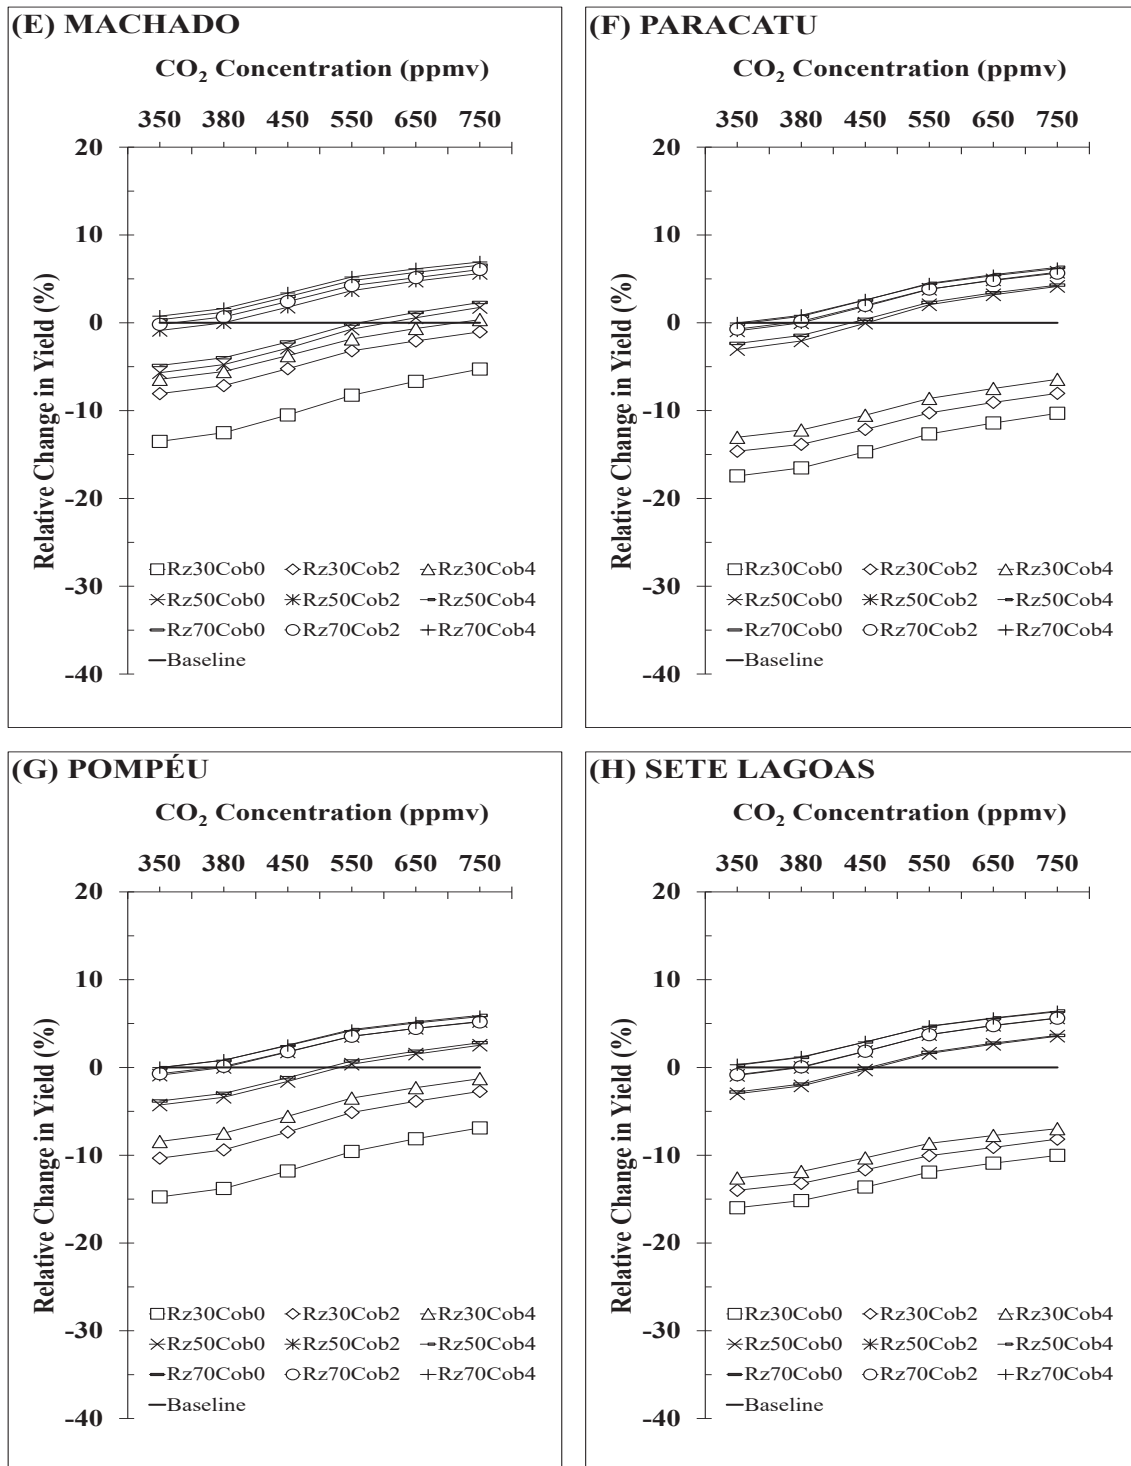 (E) MACHADO
CO₂ Concentration (ppmv)
350 380 450 550 650 750
20
10
0
-10
-20
-30
-40
Relative Change in Yield (%)
Rz30Cob0 Rz30Cob2 Rz30Cob4
Rz50Cob0 Rz50Cob2 Rz50Cob4
Rz70Cob0 Rz70Cob2 Rz70Cob4
Baseline
(F) PARACATU
CO₂ Concentration (ppmv)
350 380 450 550 650 750
20
10
0
-10
-20
-30
-40
Relative Change in Yield (%)
Rz30Cob0 Rz30Cob2 Rz30Cob4
Rz50Cob0 Rz50Cob2 Rz50Cob4
Rz70Cob0 Rz70Cob2 Rz70Cob4
Baseline
(G) POMPÉU
CO₂ Concentration (ppmv)
350 380 450 550 650 750
20
10
0
-10
-20
-30
-40
Relative Change in Yield (%)
Rz30Cob0 Rz30Cob2 Rz30Cob4
Rz50Cob0 Rz50Cob2 Rz50Cob4
Rz70Cob0 Rz70Cob2 Rz70Cob4
Baseline
(H) SETE LAGOAS
CO₂ Concentration (ppmv)
350 380 450 550 650 750
20
10
0
-10
-20
-30
-40
Relative Change in Yield (%)
Rz30Cob0 Rz30Cob2 Rz30Cob4
Rz50Cob0 Rz50Cob2 Rz50Cob4
Rz70Cob0 Rz70Cob2 Rz70Cob4
Baseline